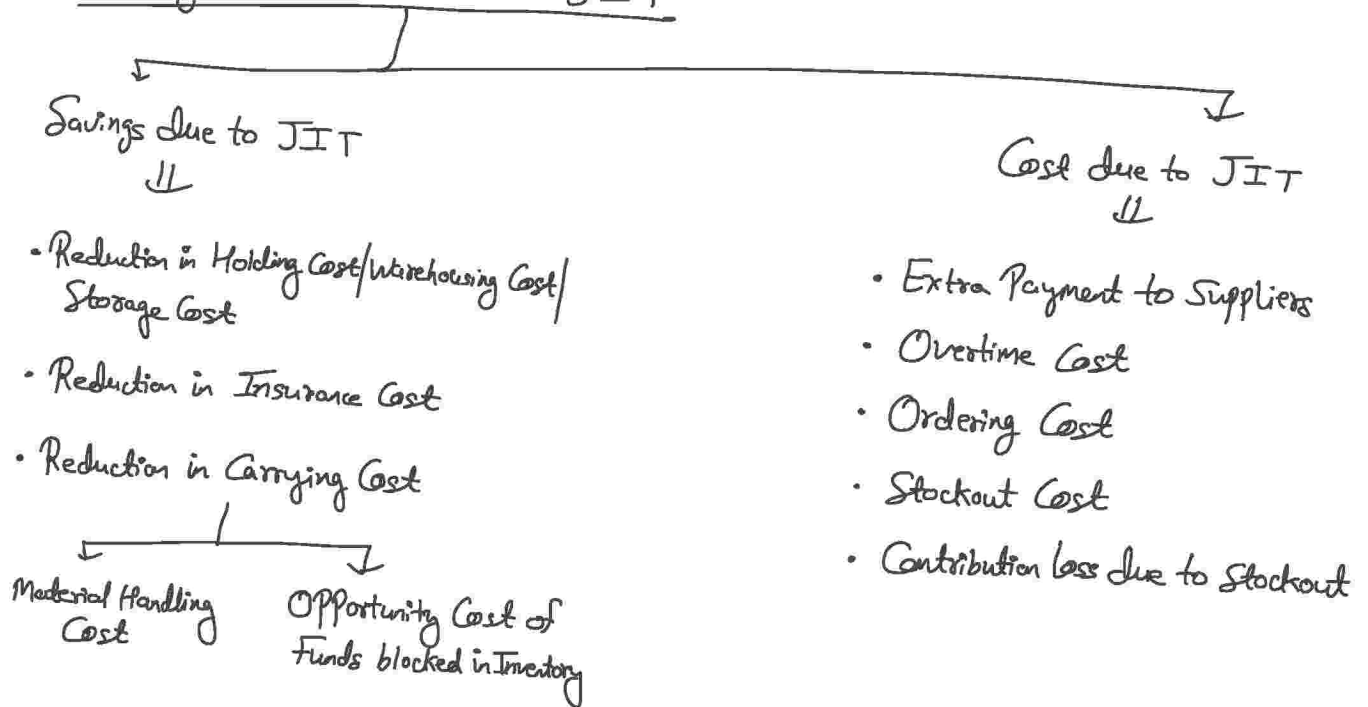 Savings due to JIT
• Reduction in Holding Cost/Warehousing Cost/
Storage Cost
• Reduction in Insurance Cost
• Reduction in Carrying Cost
Material Handling
Cost
Opportunity Cost of
Funds blocked in Inventory
Cost due to JIT
• Extra Payment to Suppliers
• Overtime Cost
• Ordering Cost
• Stockout Cost
• Contribution loss due to Stockout